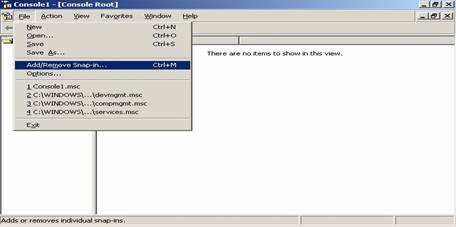 Console1 - [Console Root]
File Action View Favorites Window Help
New Ctrl+N
Open... Ctrl+O
Save Ctrl+S
Save As...
Add/Remove Snap-in... Ctrl+M
Options...
1 Console1.msc
2 C:\WINDOWS\...\devmgmt.msc
3 C:\WINDOWS\...\compmgmt.msc
4 C:\WINDOWS\...\services.msc
Exit
There are no items to show in this view.
Adds or removes individual snap-ins.